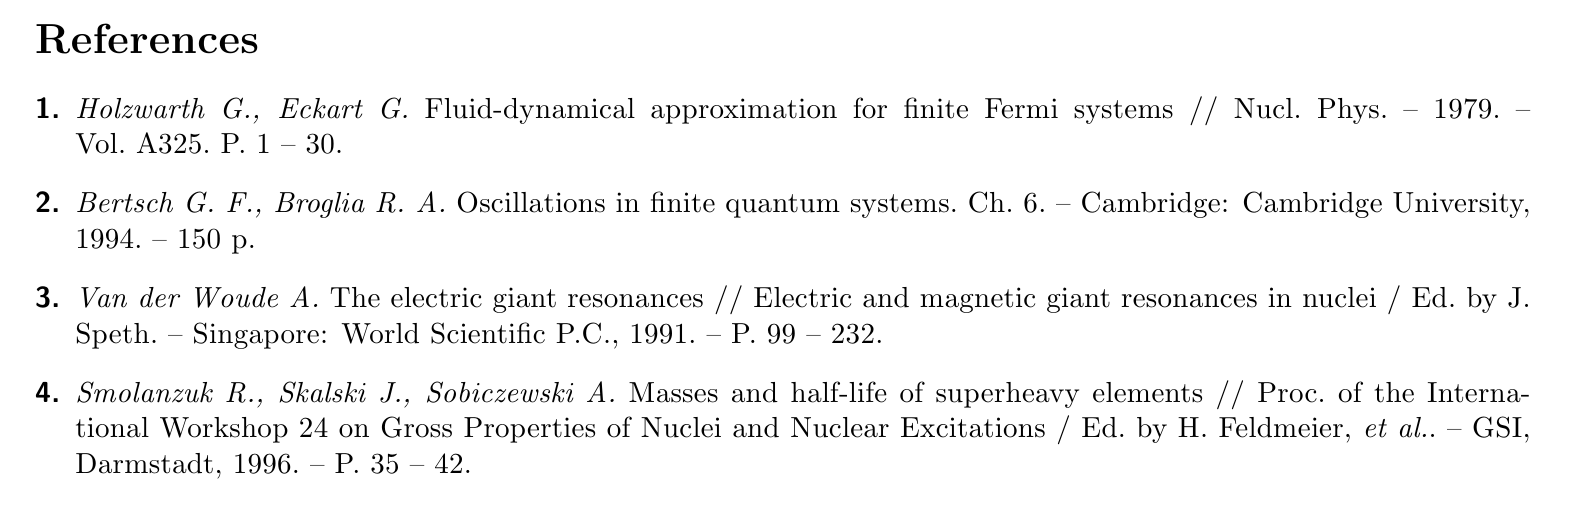 References
1. Holzwarth G., Eckart G. Fluid-dynamical approximation for finite Fermi systems // Nucl. Phys. – 1979. –
Vol. A325. P. 1 – 30.
2. Bertsch G. F., Broglia R. A. Oscillations in finite quantum systems. Ch. 6. – Cambridge: Cambridge University,
1994. – 150 p.
3. Van der Woude A. The electric giant resonances // Electric and magnetic giant resonances in nuclei / Ed. by J.
Speth. – Singapore: World Scientific P.C., 1991. – P. 99 – 232.
4. Smolanzuk R., Skalski J., Sobiczewski A. Masses and half-life of superheavy elements // Proc. of the Interna-
tional Workshop 24 on Gross Properties of Nuclei and Nuclear Excitations / Ed. by H. Feldmeier, et al.. – GSI,
Darmstadt, 1996. – P. 35 – 42.